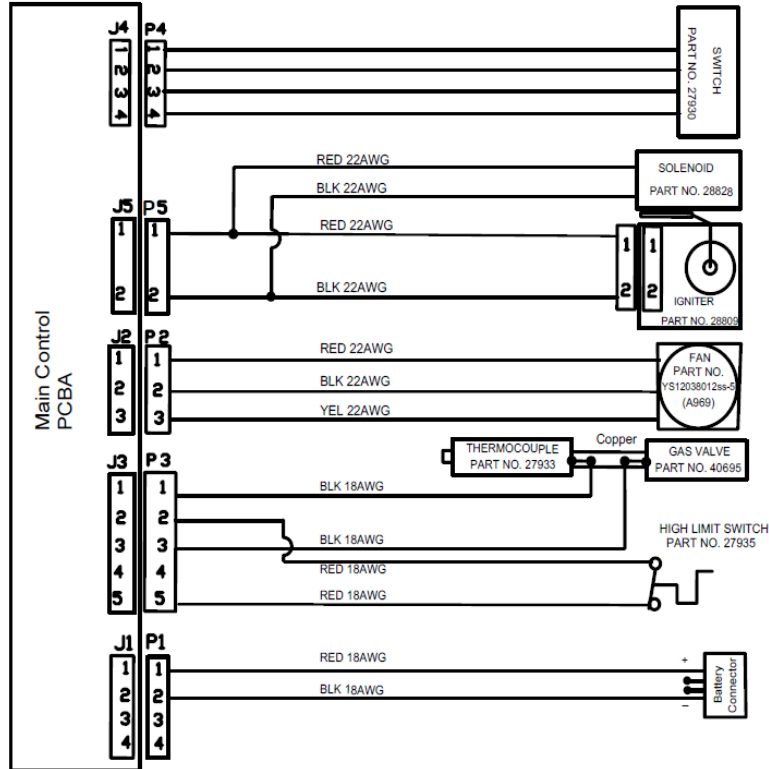 Main Control
PCBA
J4 P4
1 1
2 2
3 3
4 4
SWITCH
PART NO. 27930
RED 22AWG
BLK 22AWG
SOLENOID
PART NO. 28828
J5 P5
1 1
2 2
RED 22AWG
BLK 22AWG
1 1
2 2
IGNITER
PART NO. 28809
J2 P2
1 1
2 2
3 3
RED 22AWG
BLK 22AWG
YEL 22AWG
FAN
PART NO.
YS12038012ss-5
(A969)
THERMOCOUPLE
PART NO. 27933
Copper
GAS VALVE
PART NO. 40695
J3 P3
1 1
2 2
3 3
4 4
5 5
BLK 18AWG
BLK 18AWG
RED 18AWG
RED 18AWG
HIGH LIMIT SWITCH
PART NO. 27935
J1 P1
1 1
2 2
3 3
4 4
RED 18AWG
BLK 18AWG
+
–
Battery
Connector